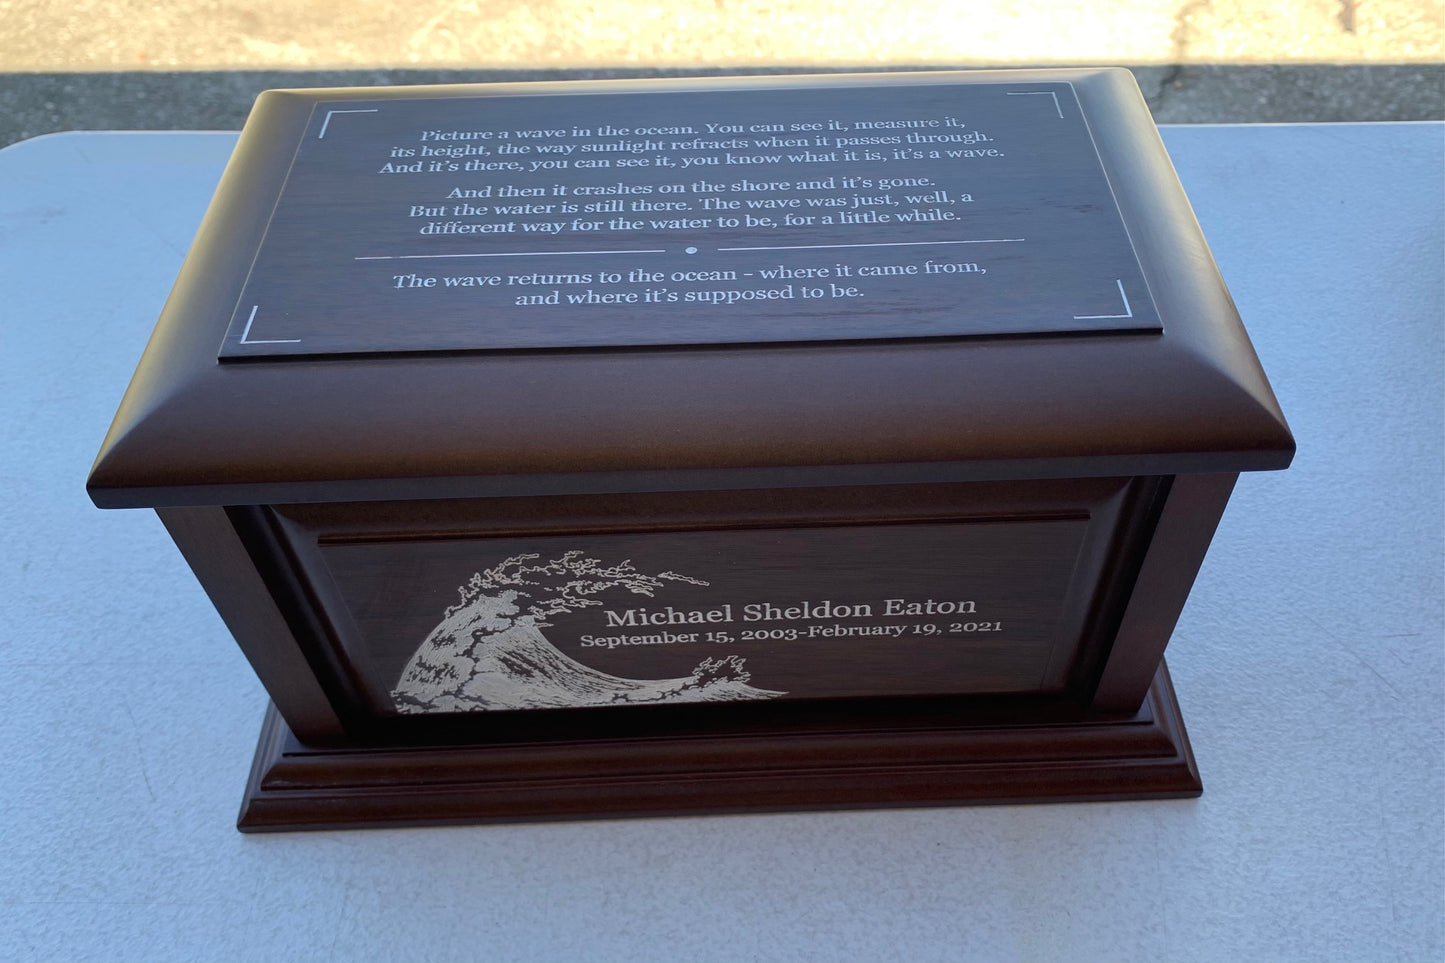 Picture a wave in the ocean. You can see it, measure it,
its height, the way sunlight refracts when it passes through.
And it's there, you can see it, you know what it is, it's a wave.
And then it crashes on the shore and it's gone.
But the water is still there. The wave was just, well, a
different way for the water to be, for a little while.
The wave returns to the ocean - where it came from,
and where it's supposed to be.
Michael Sheldon Eaton
September 15, 2003-February 19, 2021